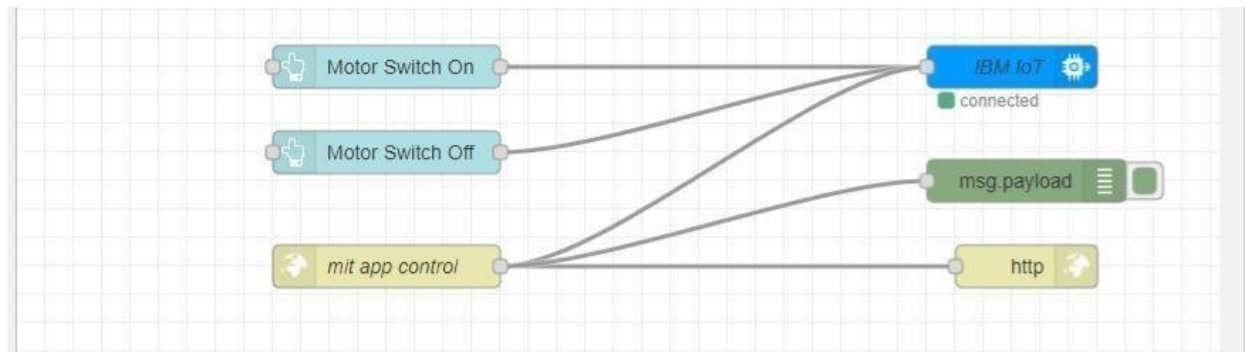 Motor Switch On
IBM IoT
connected
Motor Switch Off
msg.payload
mit app control
http